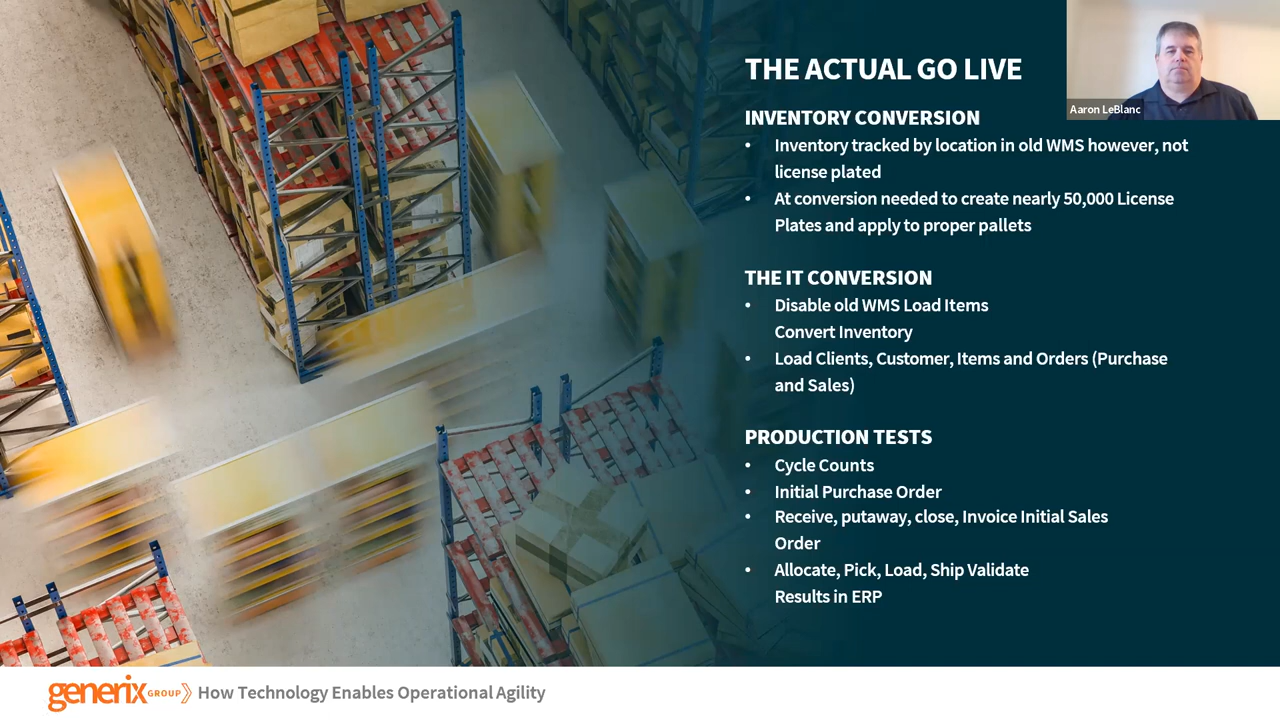 THE ACTUAL GO LIVE
Aaron LeBlanc
INVENTORY CONVERSION
• Inventory tracked by location in old WMS however, not
license plated
• At conversion needed to create nearly 50,000 License
Plates and apply to proper pallets
THE IT CONVERSION
• Disable old WMS Load Items
Convert Inventory
• Load Clients, Customer, Items and Orders (Purchase
and Sales)
PRODUCTION TESTS
• Cycle Counts
• Initial Purchase Order
• Receive, putaway, close, Invoice Initial Sales
Order
• Allocate, Pick, Load, Ship Validate
Results in ERP
generix GROUP How Technology Enables Operational Agility